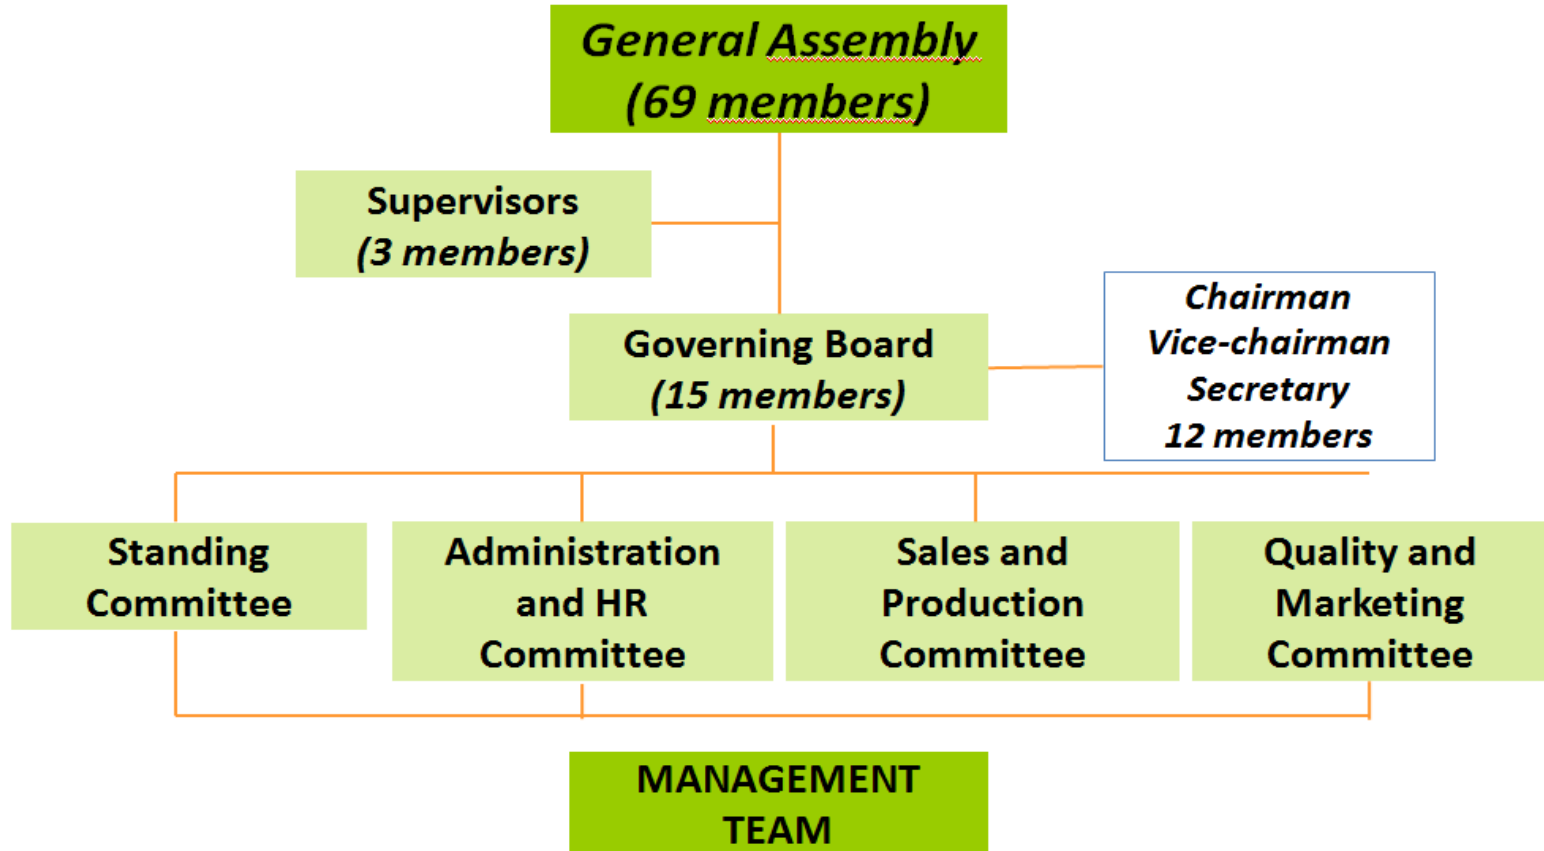 General Assembly
(69 members)
Supervisors
(3 members)
Governing Board
(15 members)
Chairman
Vice-chairman
Secretary
12 members
Standing
Committee
Administration
and HR
Committee
Sales and
Production
Committee
Quality and
Marketing
Committee
MANAGEMENT
TEAM